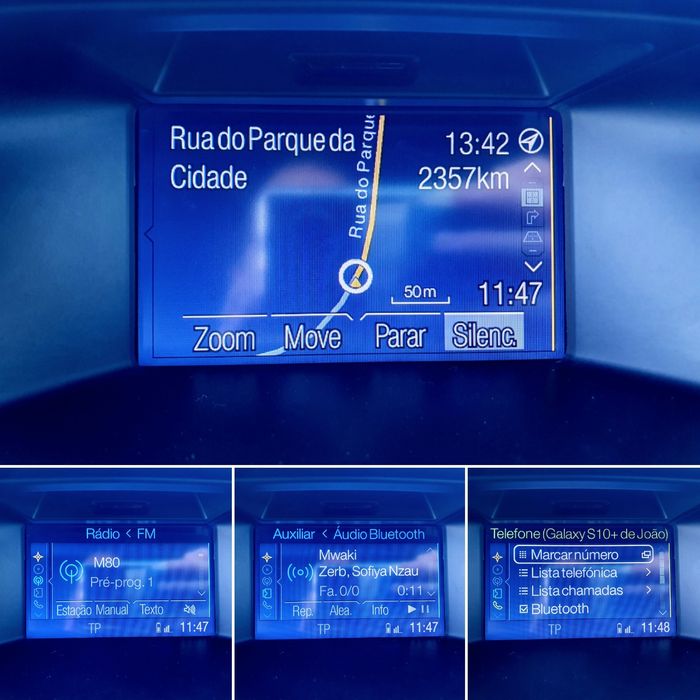 Rua do Parque da
Cidade
13:42
2357km
Rua do Parque
50m
11:47
Zoom Move Parar Silenc.
Rádio < FM
M80
Pré-prog. 1
Estação Manual Texto
TP 11:47
Auxiliar < Áudio Bluetooth
Mwaki
Zerb, Sofiya Nzau
Fa. 0/0 0:11
Rep. Alea. Info
TP 11:47
Telefone (Galaxy S10+ de João)
Marcar número
Lista telefónica
Lista chamadas
Bluetooth
TP 11:48